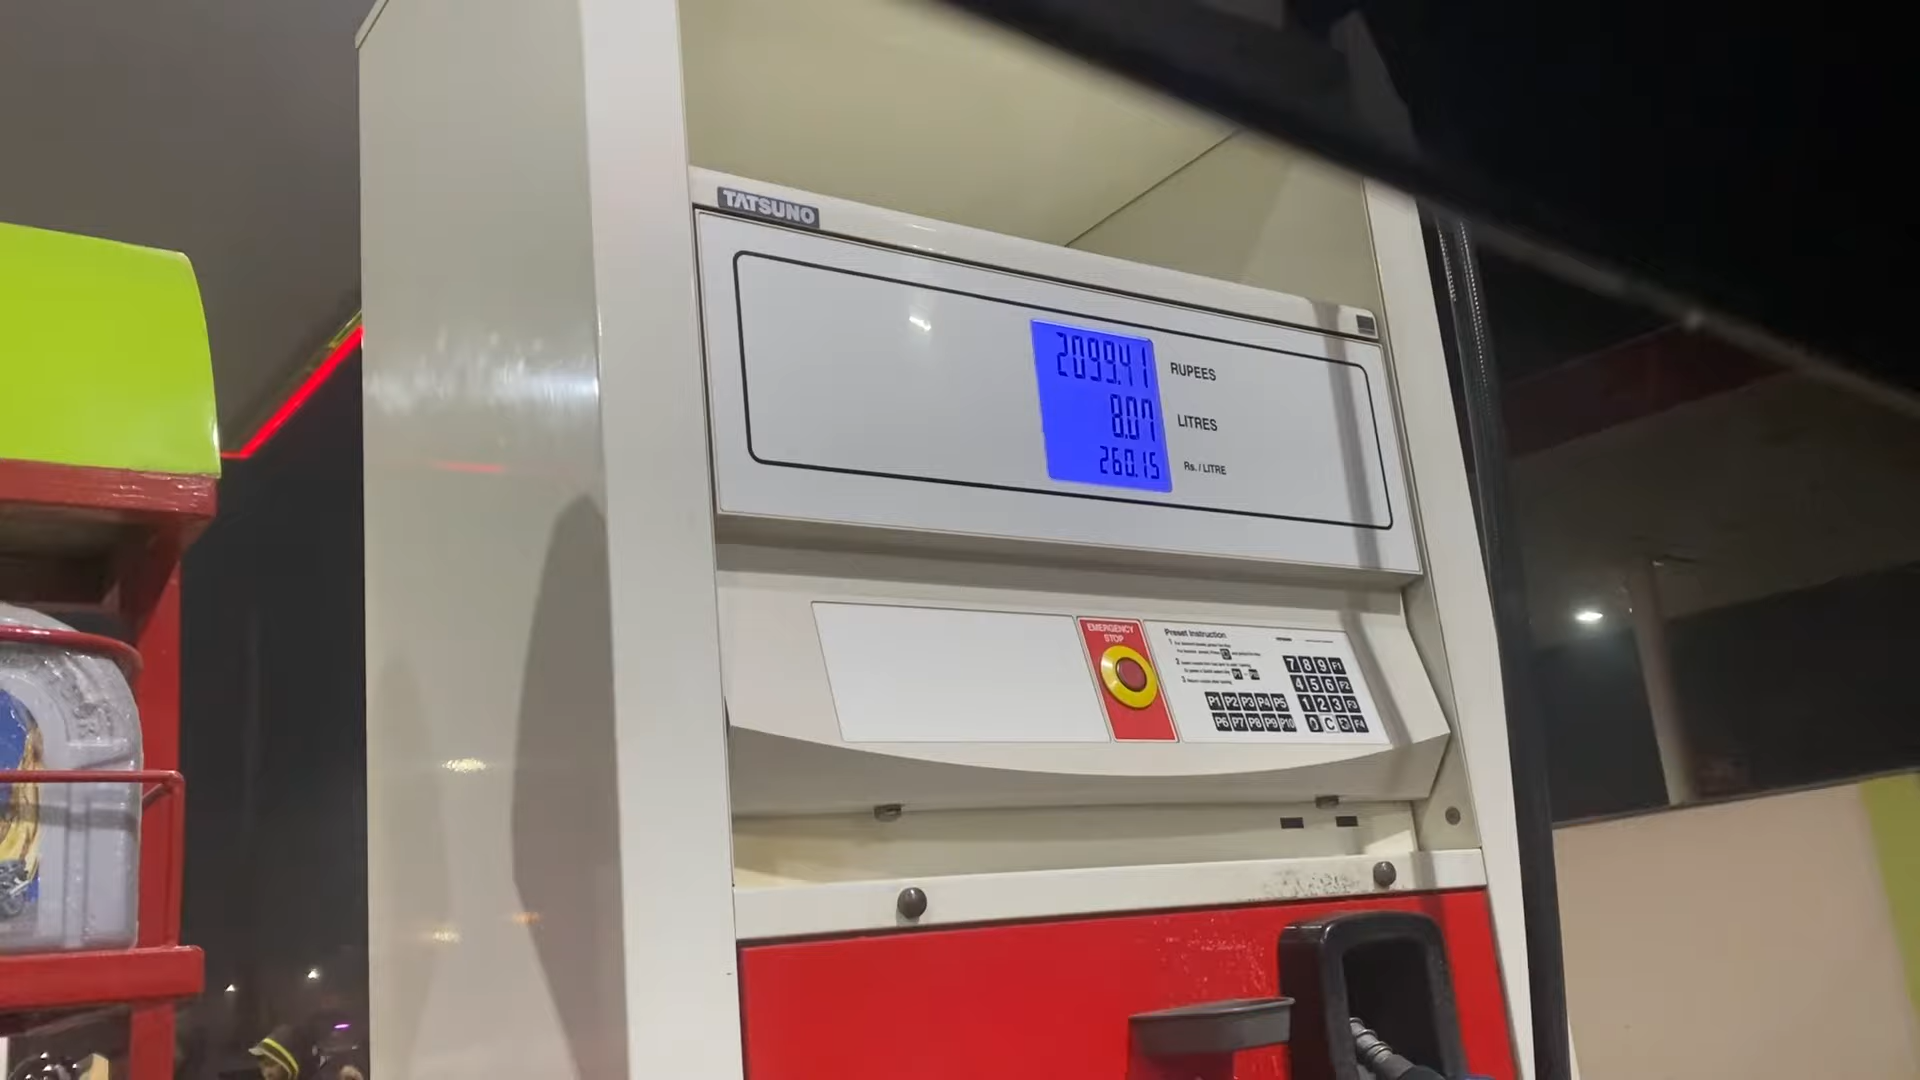 TATSUNO
2099.41 RUPEES
8.07 LITRES
260.15 Rs. / LITRE
EMERGENCY
STOP
Preset Instruction
7 8 9 F1
4 5 6 F2
1 2 3 F3
0 C F4
P1 P2 P3 P4 P5
P6 P7 P8 P9 P10